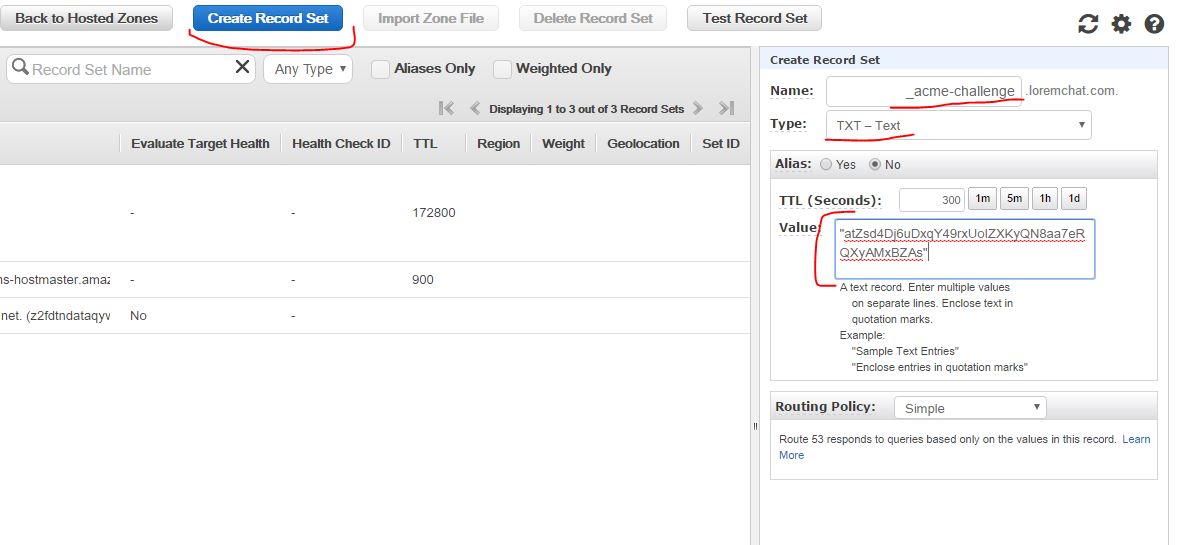 Back to Hosted Zones Create Record Set Import Zone File Delete Record Set Test Record Set
Record Set Name Any Type Aliases Only Weighted Only
Displaying 1 to 3 out of 3 Record Sets
Evaluate Target Health Health Check ID TTL Region Weight Geolocation Set ID
- - 172800
ns-hostmaster.amaz - - 900
net. (z2fdtndataqyw No -
Create Record Set
Name: _acme-challenge .loremchat.com.
Type: TXT – Text
Alias: Yes No
TTL (Seconds): 300 1m 5m 1h 1d
Value: "atZsd4Dj6uDxqY49rxUoIZXKyQN8aa7eR
QXyAMxBZAs"
A text record. Enter multiple values
on separate lines. Enclose text in
quotation marks.
Example:
"Sample Text Entries"
"Enclose entries in quotation marks"
Routing Policy: Simple
Route 53 responds to queries based only on the values in this record. Learn
More